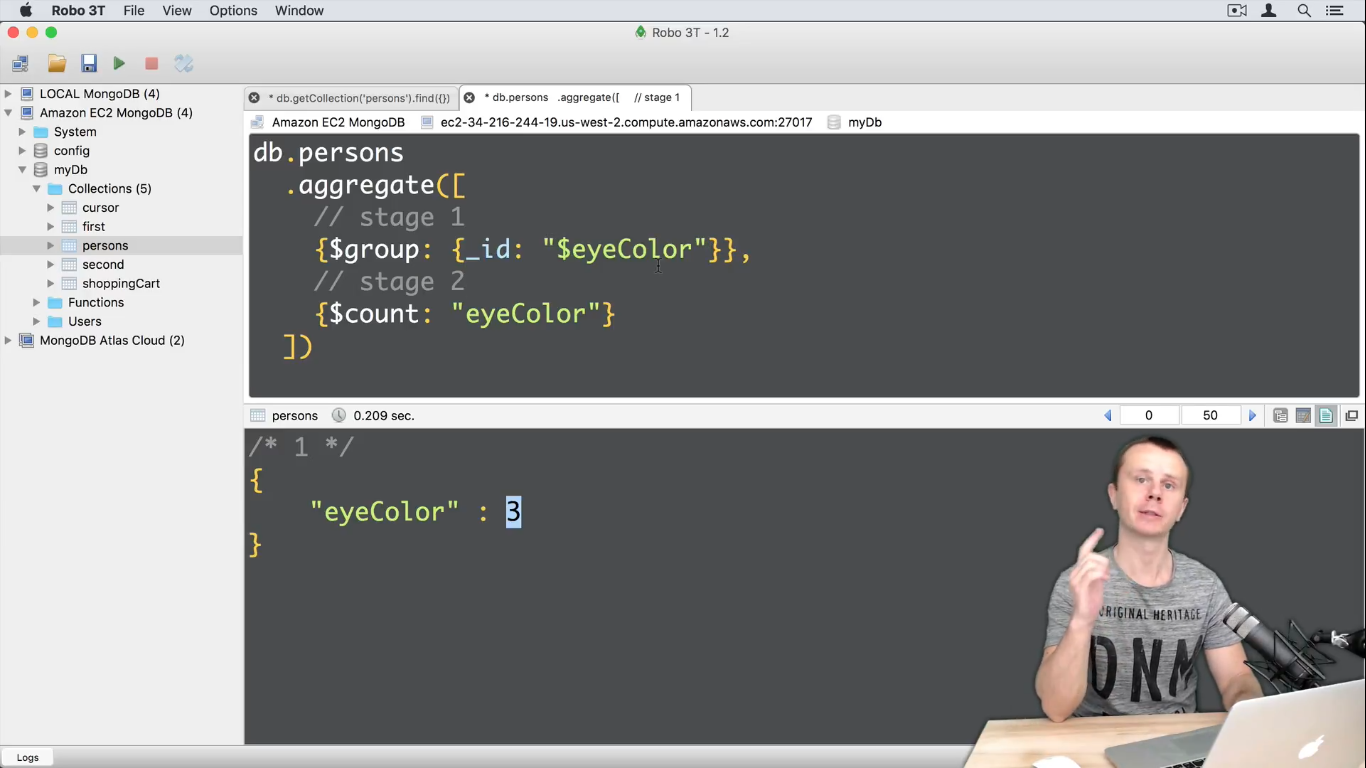 Robo 3T File View Options Window
Robo 3T - 1.2
LOCAL MongoDB (4)
Amazon EC2 MongoDB (4)
System
config
myDb
Collections (5)
cursor
first
persons
second
shoppingCart
Functions
Users
MongoDB Atlas Cloud (2)
* db.getCollection('persons').find({}) * db.persons .aggregate([ // stage 1
Amazon EC2 MongoDB ec2-34-216-244-19.us-west-2.compute.amazonaws.com:27017 myDb
db.persons
.aggregate([
// stage 1
{$group: {_id: "$eyeColor"}},
// stage 2
{$count: "eyeColor"}
])
persons 0.209 sec. 0 50
/* 1 */
{
"eyeColor" : 3
}
ORIGINAL HERITAGE
DNM
Logs